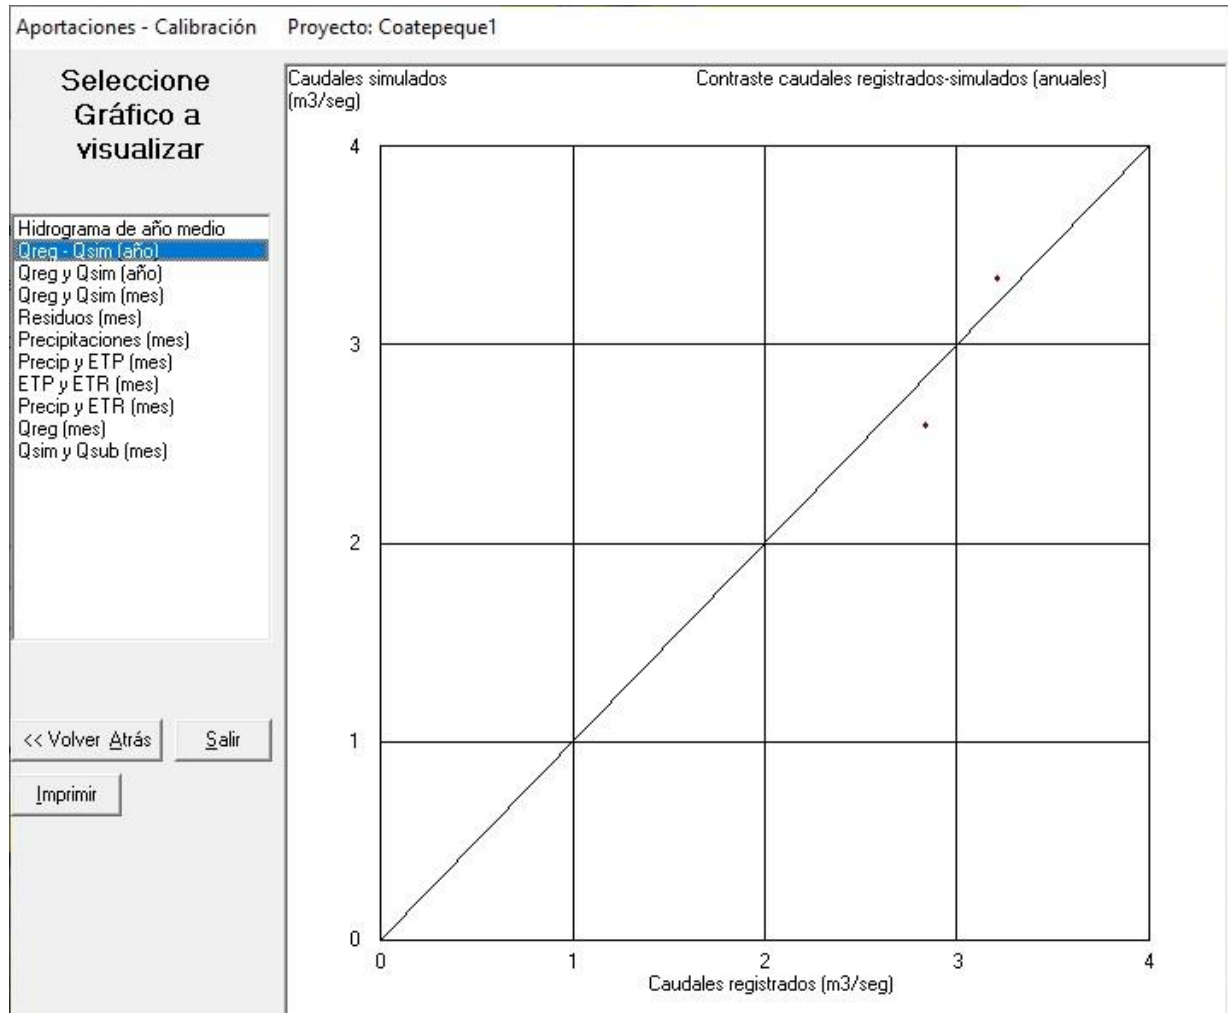 Aportaciones - Calibración Proyecto: Coatepeque1
Seleccione
Gráfico a
visualizar
Hidrograma de año medio
Qreg - Qsim (año)
Qreg y Qsim (año)
Qreg y Qsim (mes)
Residuos (mes)
Precipitaciones (mes)
Precip y ETP (mes)
ETP y ETR (mes)
Precip y ETR (mes)
Qreg (mes)
Qsim y Qsub (mes)
<< Volver Atrás
Salir
Imprimir
Caudales simulados
(m3/seg)
Contraste caudales registrados-simulados (anuales)
4
3
2
1
0
0 1 2 3 4
Caudales registrados (m3/seg)